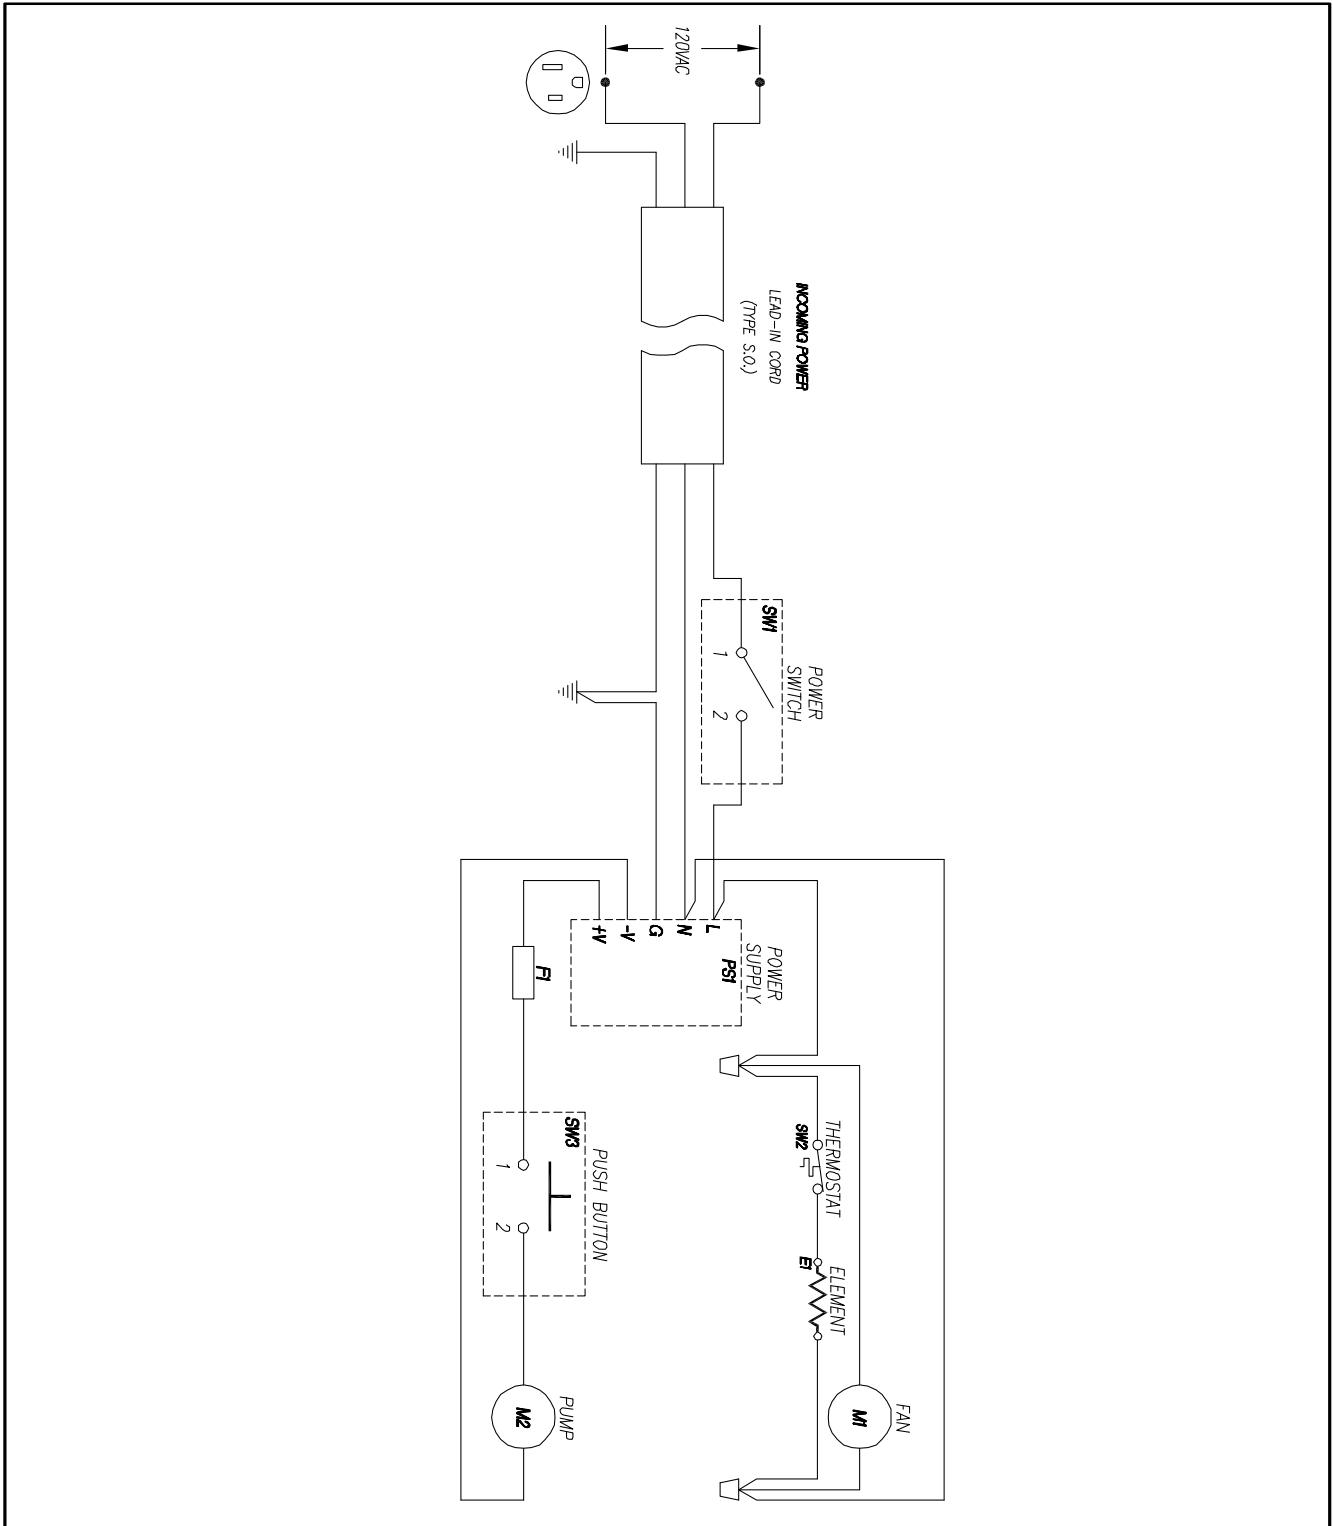 120VAC
INCOMING POWER
LEAD-IN CORD
(TYPE S.O.)
POWER
SWITCH
SW1
1
2
POWER
SUPPLY
PS1
L
N
G
-V
+V
F1
THERMOSTAT
SW2
ELEMENT
E1
FAN
M1
PUSH BUTTON
SW3
1
2
PUMP
M2